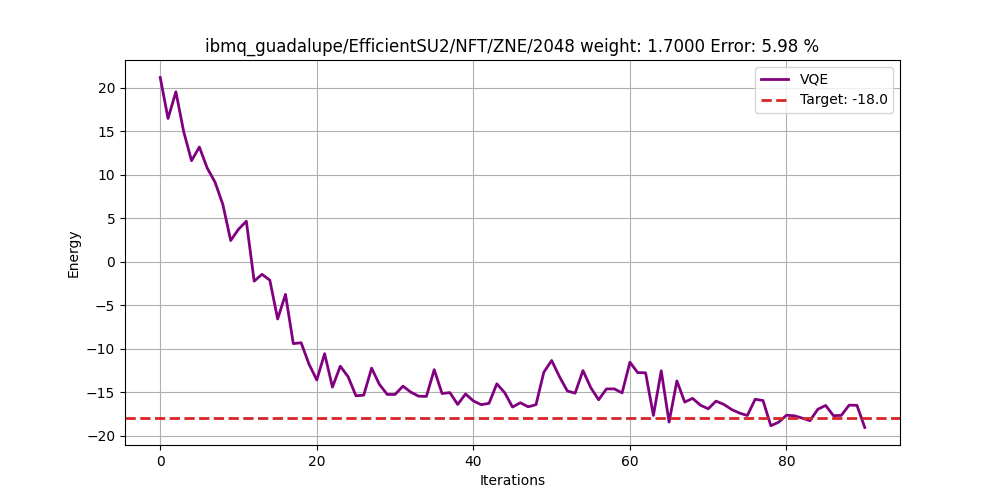 ibmq_guadalupe/EfficientSU2/NFT/ZNE/2048 weight: 1.7000 Error: 5.98 %
VQE
Target: -18.0
Energy
20
15
10
5
0
−5
−10
−15
−20
0 20 40 60 80
Iterations